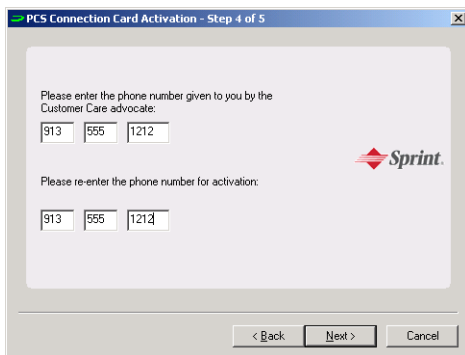 PCS Connection Card Activation - Step 4 of 5
Please enter the phone number given to you by the
Customer Care advocate:
913 555 1212
Sprint.
Please re-enter the phone number for activation:
913 555 1212
< Back Next > Cancel